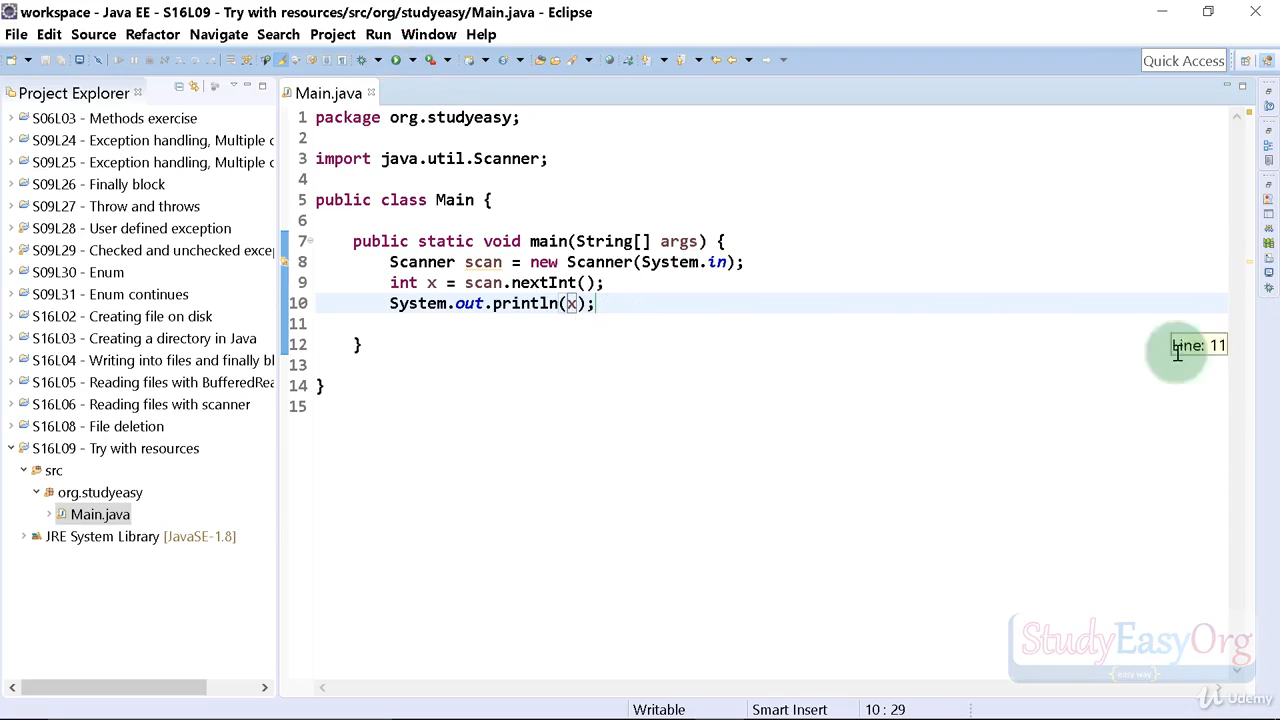 workspace - Java EE - S16L09 - Try with resources/src/org/studyeasy/Main.java - Eclipse
File Edit Source Refactor Navigate Search Project Run Window Help
Quick Access
Project Explorer
S06L03 - Methods exercise
S09L24 - Exception handling, Multiple c
S09L25 - Exception handling, Multiple c
S09L26 - Finally block
S09L27 - Throw and throws
S09L28 - User defined exception
S09L29 - Checked and unchecked exce
S09L30 - Enum
S09L31 - Enum continues
S16L02 - Creating file on disk
S16L03 - Creating a directory in Java
S16L04 - Writing into files and finally bl
S16L05 - Reading files with BufferedRea
S16L06 - Reading files with scanner
S16L08 - File deletion
S16L09 - Try with resources
src
org.studyeasy
Main.java
JRE System Library [JavaSE-1.8]
Main.java
1 package org.studyeasy;
2
3 import java.util.Scanner;
4
5 public class Main {
6
7 public static void main(String[] args) {
8 Scanner scan = new Scanner(System.in);
9 int x = scan.nextInt();
10 System.out.println(x);
11
12 }
13
14 }
15
Line: 11
StudyEasyOrg
easy way
Udemy
Writable Smart Insert 10 : 29